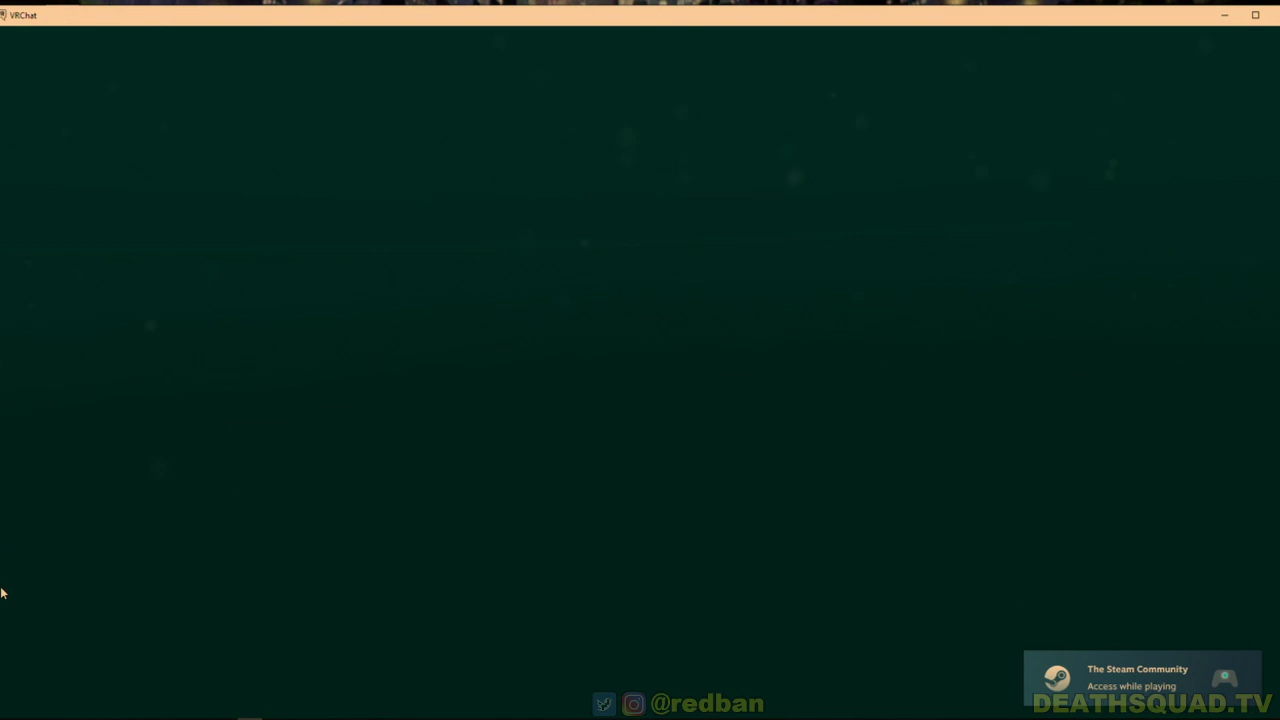 VRChat
The Steam Community
Access while playing
@redban
DEATHSQUAD.TV